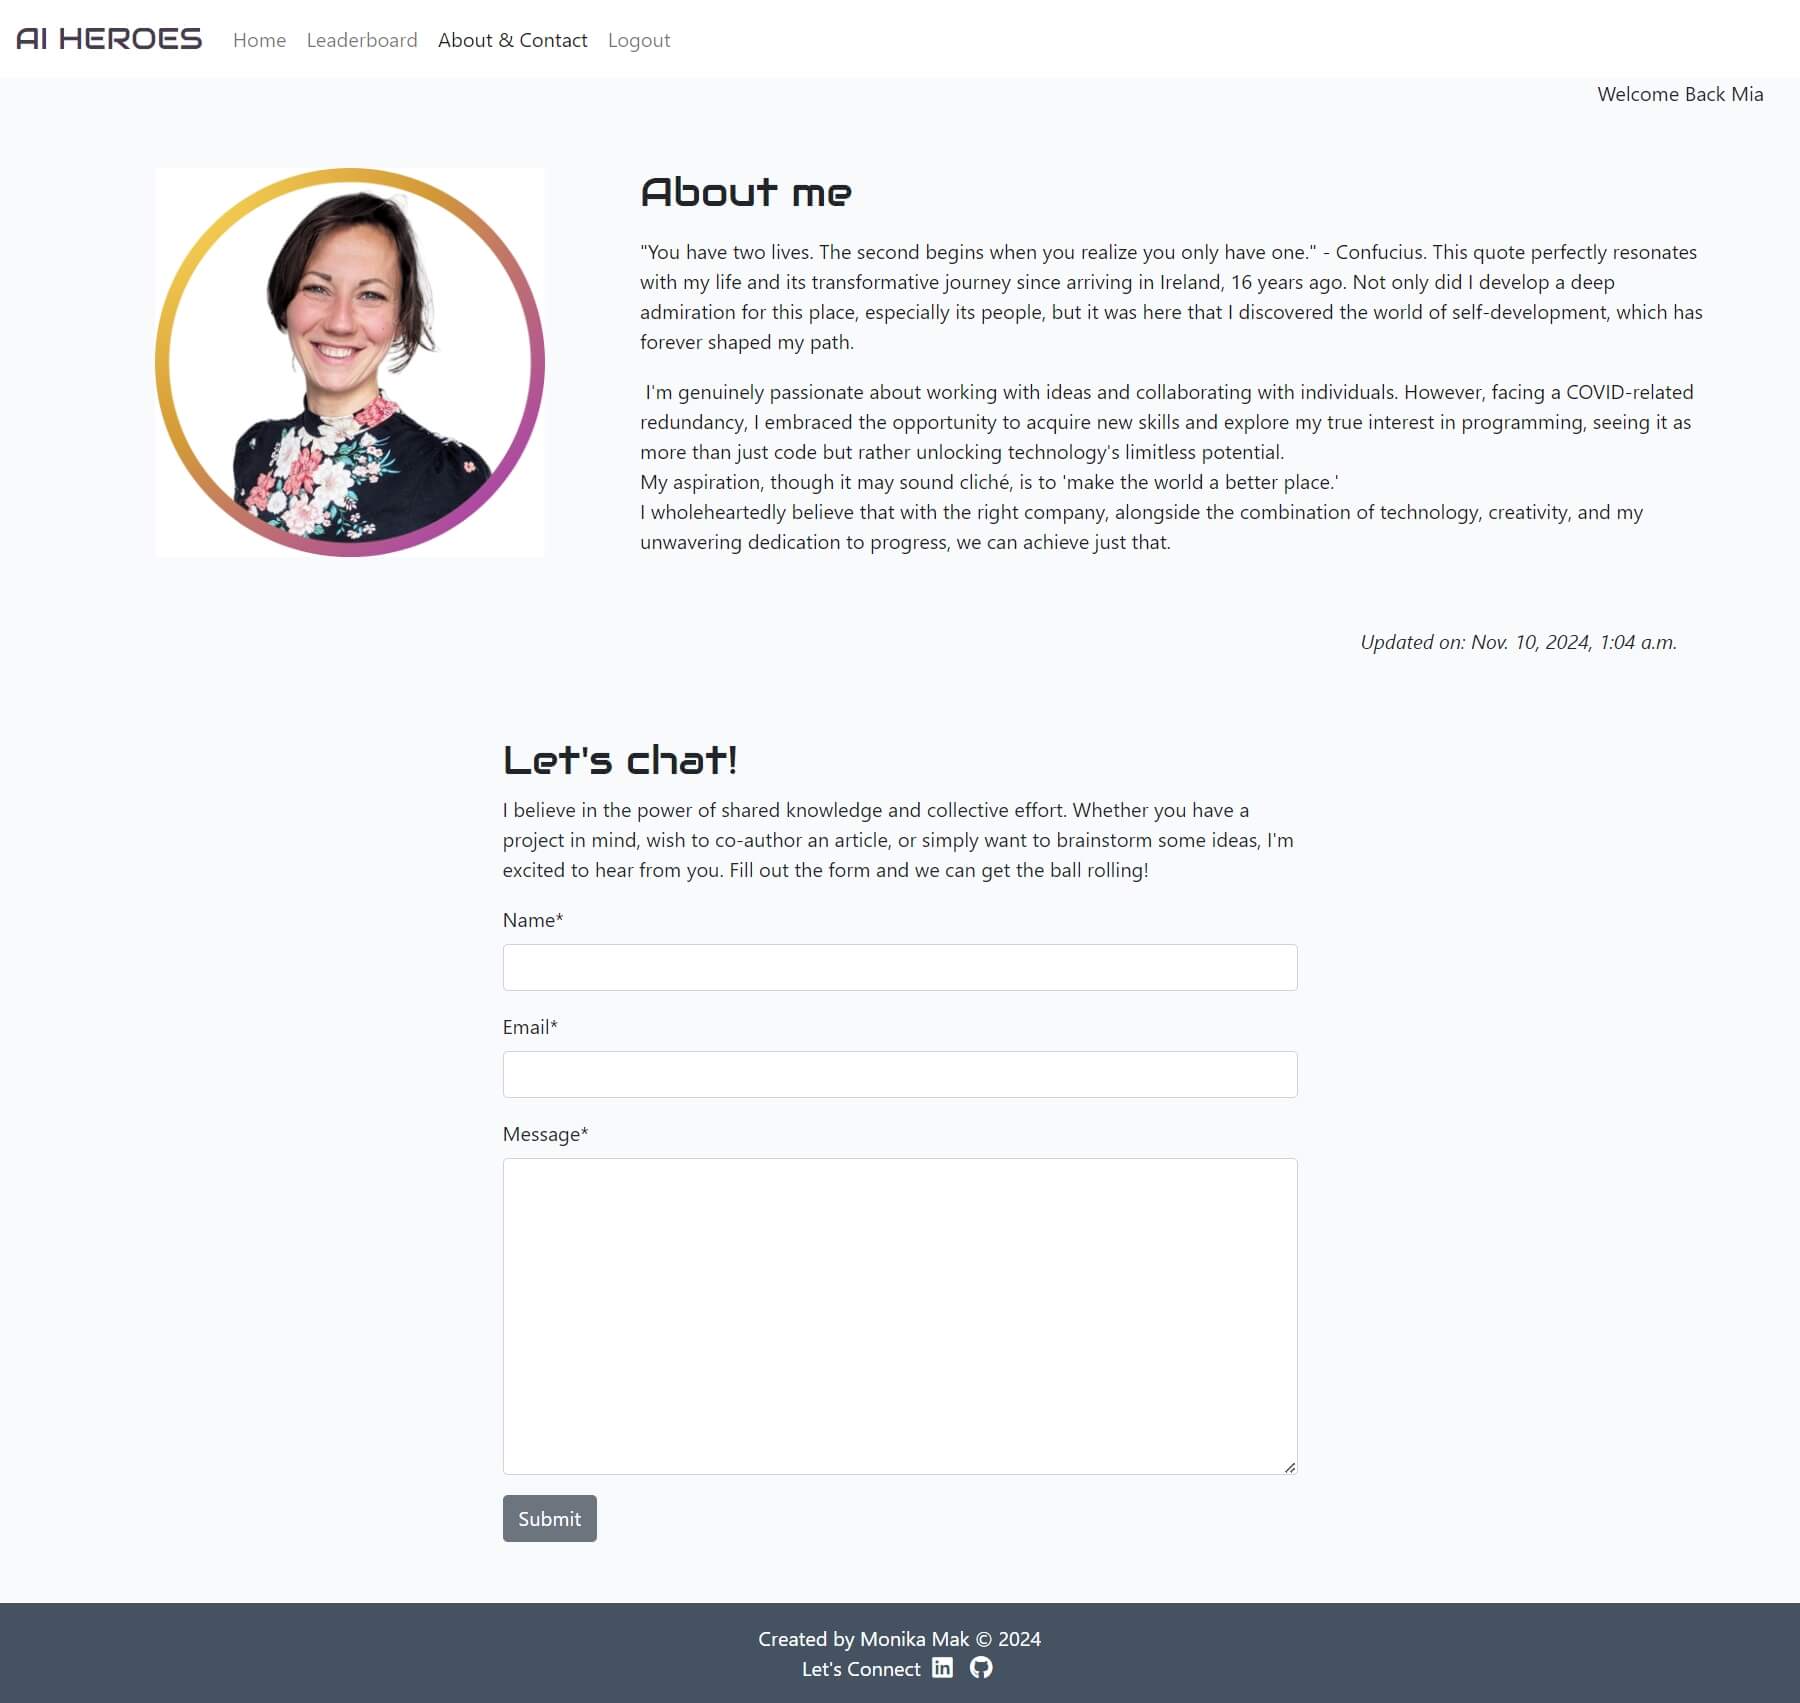 AI HEROES Home Leaderboard About & Contact Logout
Welcome Back Mia
About me
"You have two lives. The second begins when you realize you only have one." - Confucius. This quote perfectly resonates
with my life and its transformative journey since arriving in Ireland, 16 years ago. Not only did I develop a deep
admiration for this place, especially its people, but it was here that I discovered the world of self-development, which has
forever shaped my path.
I'm genuinely passionate about working with ideas and collaborating with individuals. However, facing a COVID-related
redundancy, I embraced the opportunity to acquire new skills and explore my true interest in programming, seeing it as
more than just code but rather unlocking technology's limitless potential.
My aspiration, though it may sound cliché, is to 'make the world a better place.'
I wholeheartedly believe that with the right company, alongside the combination of technology, creativity, and my
unwavering dedication to progress, we can achieve just that.
Updated on: Nov. 10, 2024, 1:04 a.m.
Let's chat!
I believe in the power of shared knowledge and collective effort. Whether you have a
project in mind, wish to co-author an article, or simply want to brainstorm some ideas, I'm
excited to hear from you. Fill out the form and we can get the ball rolling!
Name*
Email*
Message*
Submit
Created by Monika Mak © 2024
Let's Connect in